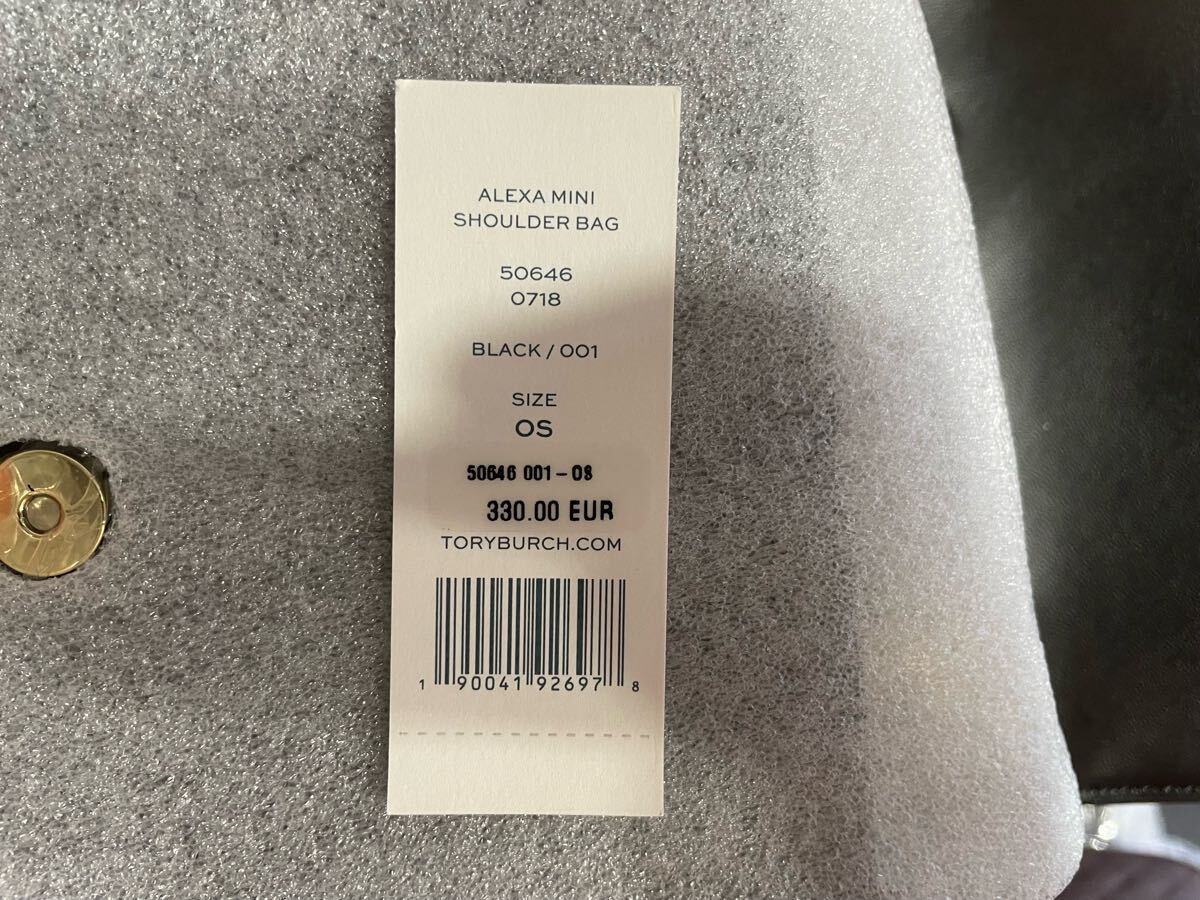 ALEXA MINI
SHOULDER BAG
50646
0718
BLACK / 001
SIZE
OS
50646 001-OS
330.00 EUR
TORYBURCH.COM
1 90041 92697 8